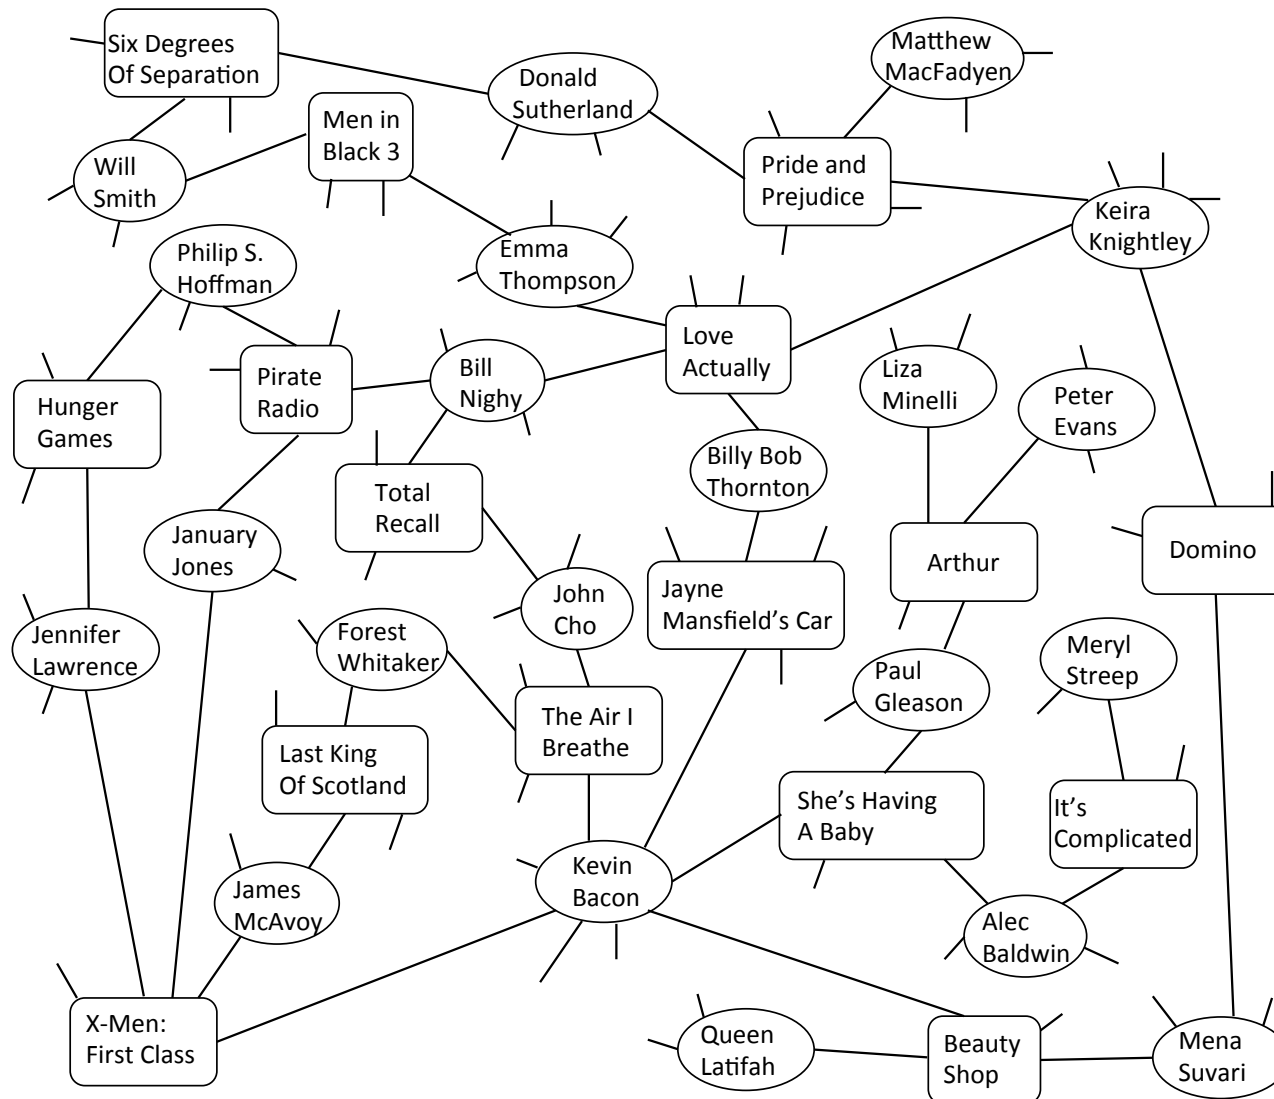 Six Degrees
Of Separation
Donald
Sutherland
Matthew
MacFadyen
Men in
Black 3
Will
Smith
Pride and
Prejudice
Keira
Knightley
Philip S.
Hoffman
Emma
Thompson
Love
Actually
Pirate
Radio
Bill
Nighy
Liza
Minelli
Peter
Evans
Hunger
Games
Billy Bob
Thornton
Total
Recall
January
Jones
Arthur
Domino
John
Cho
Jayne
Mansfield's Car
Jennifer
Lawrence
Forest
Whitaker
Meryl
Streep
Paul
Gleason
The Air I
Breathe
Last King
Of Scotland
She's Having
A Baby
It's
Complicated
Kevin
Bacon
James
McAvoy
Alec
Baldwin
X-Men:
First Class
Queen
Latifah
Beauty
Shop
Mena
Suvari